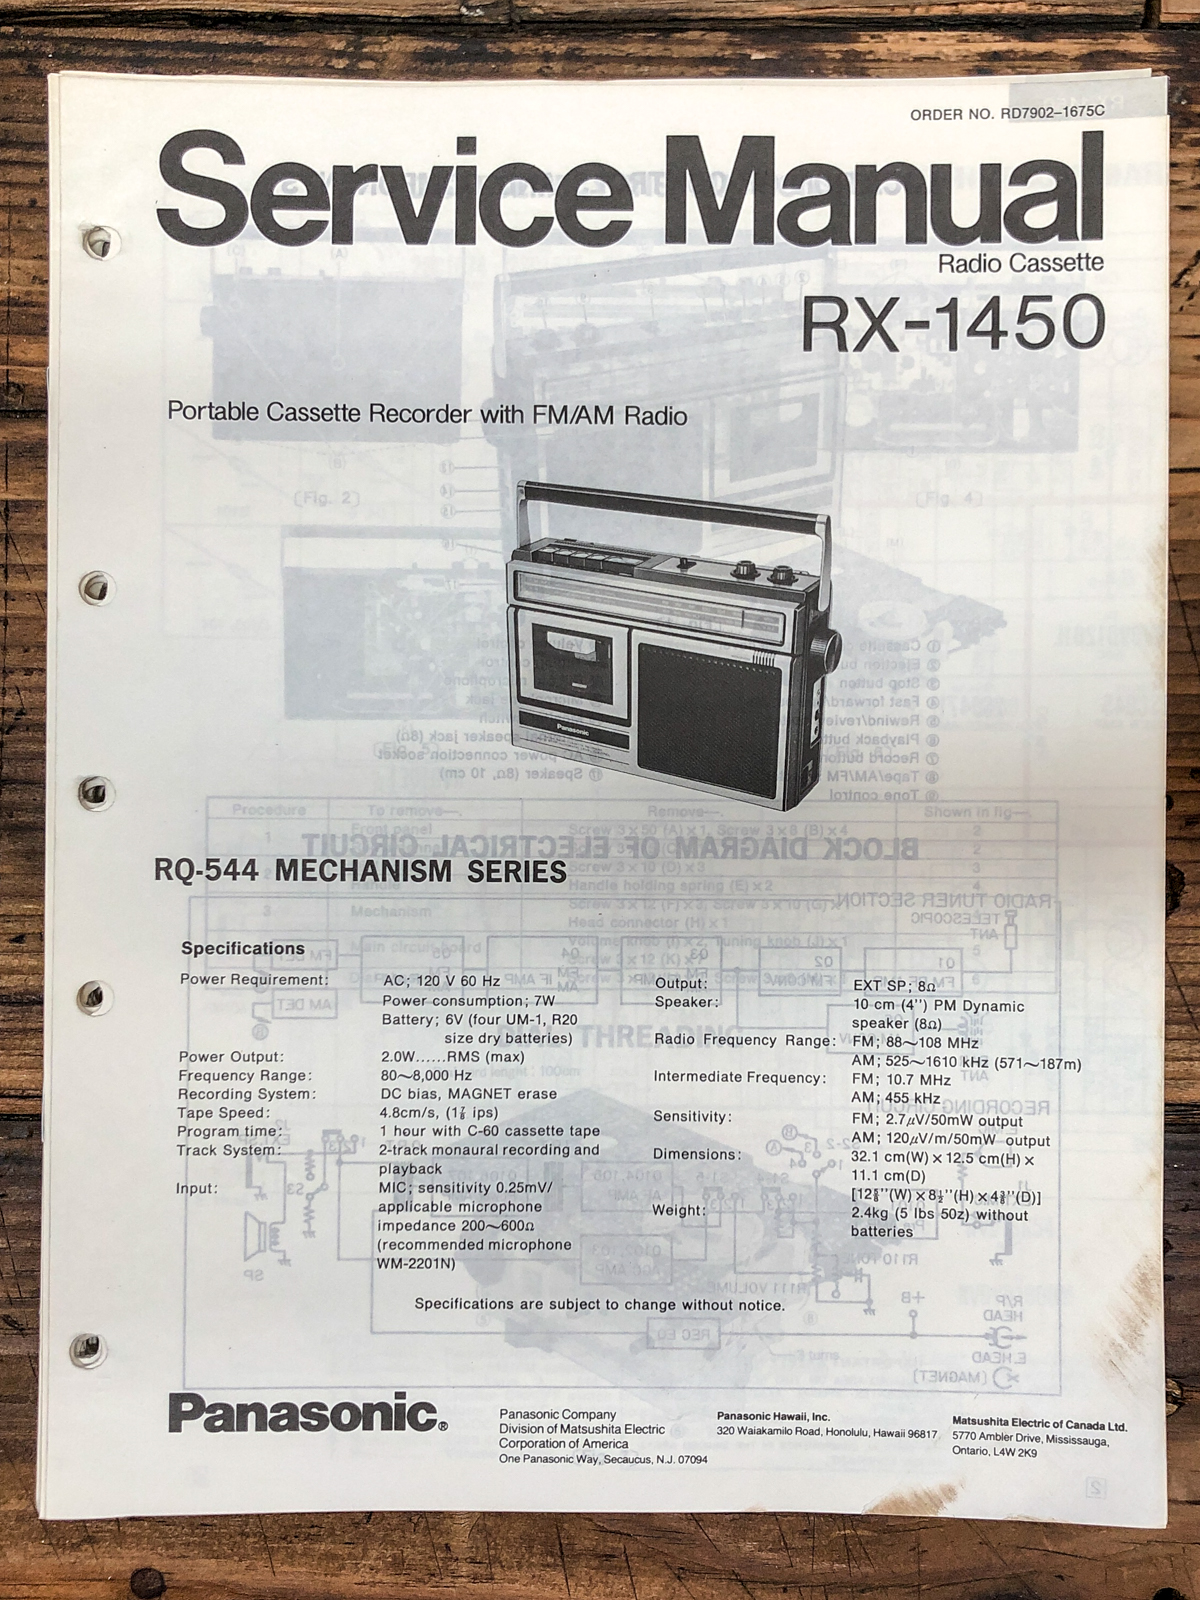 ORDER NO. RD7902-1675C
Service Manual
Radio Cassette
RX-1450
Portable Cassette Recorder with FM/AM Radio
Panasonic
RQ-544 MECHANISM SERIES
Specifications
Power Requirement: AC; 120 V 60 Hz
Power consumption; 7W
Battery; 6V (four UM-1, R20
size dry batteries)
Power Output: 2.0W......RMS (max)
Frequency Range: 80~8,000 Hz
Recording System: DC bias, MAGNET erase
Tape Speed: 4.8cm/s, (1⅞ ips)
Program time: 1 hour with C-60 cassette tape
Track System: 2-track monaural recording and
playback
Input: MIC; sensitivity 0.25mV/
applicable microphone
impedance 200~600Ω
(recommended microphone
WM-2201N)
Output: EXT SP; 8Ω
Speaker: 10 cm (4'') PM Dynamic
speaker (8Ω)
Radio Frequency Range: FM; 88~108 MHz
AM; 525~1610 kHz (571~187m)
Intermediate Frequency: FM; 10.7 MHz
AM; 455 kHz
Sensitivity: FM; 2.7μV/50mW output
AM; 120μV/m/50mW output
Dimensions: 32.1 cm(W)×12.5 cm(H)×
11.1 cm(D)
[12⅝''(W)×8½''(H)×4⅜''(D)]
Weight: 2.4kg (5 lbs 5oz) without
batteries
Specifications are subject to change without notice.
Panasonic®
Panasonic Company
Division of Matsushita Electric
Corporation of America
One Panasonic Way, Secaucus, N.J. 07094
Panasonic Hawaii, Inc.
320 Waiakamilo Road, Honolulu, Hawaii 96817
Matsushita Electric of Canada Ltd.
5770 Ambler Drive, Mississauga,
Ontario, L4W 2K9